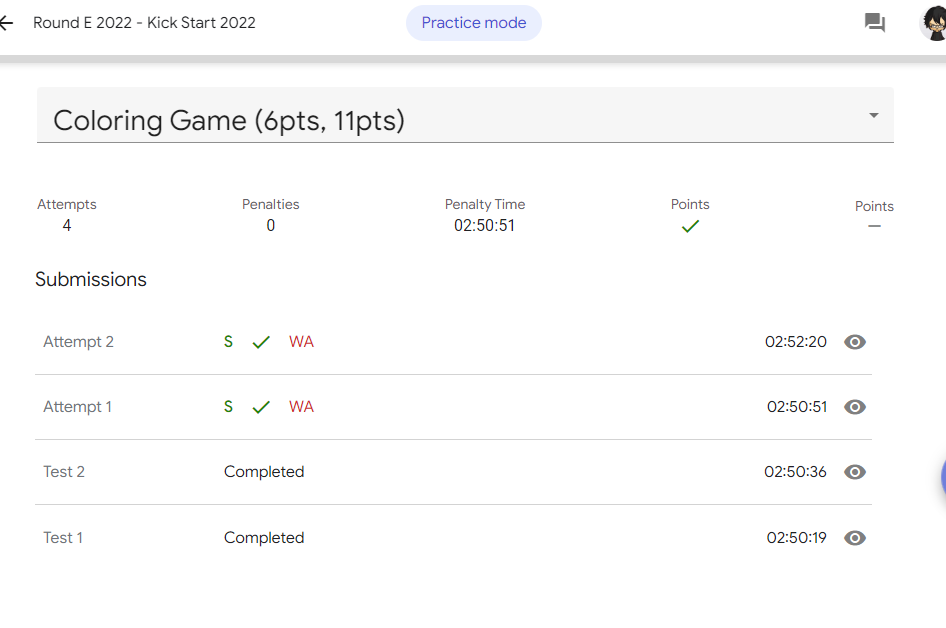 Round E 2022 - Kick Start 2022 Practice mode
Coloring Game (6pts, 11pts)
Attempts Penalties Penalty Time Points Points
4 0 02:50:51 —
Submissions
Attempt 2 S WA 02:52:20
Attempt 1 S WA 02:50:51
Test 2 Completed 02:50:36
Test 1 Completed 02:50:19